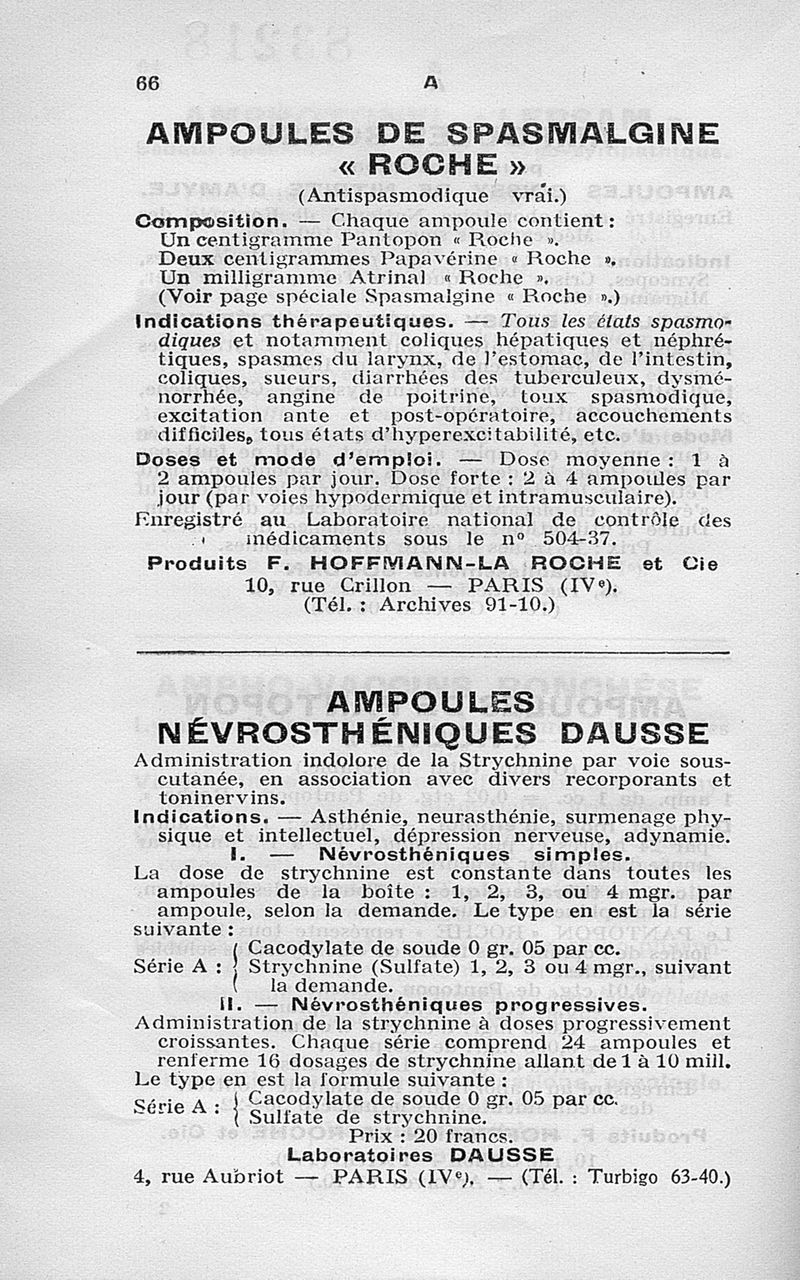 66 A
AMPOULES DE SPASMALGINE
« ROCHE »
(Antispasmodique vrai.)
Composition. — Chaque ampoule contient :
Un centigramme Pantopon « Roche ».
Deux centigrammes Papavérine « Roche ».
Un milligramme Atrinal « Roche ».
(Voir page spéciale Spasmalgine « Roche ».)
Indications thérapeutiques. — Tous les états spasmo-
diques et notamment coliques hépatiques et néphré-
tiques, spasmes du larynx, de l'estomac, de l'intestin,
coliques, sueurs, diarrhées des tuberculeux, dysmé-
norrhée, angine de poitrine, toux spasmodique,
excitation ante et post-opératoire, accouchements
difficiles, tous états d'hyperexcitabilité, etc.
Doses et mode d'emploi. — Dose moyenne : 1 à
2 ampoules par jour. Dose forte : 2 à 4 ampoules par
jour (par voies hypodermique et intramusculaire).
Enregistré au Laboratoire national de contrôle des
médicaments sous le n° 504-37.
Produits F. HOFFMANN-LA ROCHE et Cie
10, rue Crillon — PARIS (IVe).
(Tél. : Archives 91-10.)
AMPOULES
NÉVROSTHÉNIQUES DAUSSE
Administration indolore de la Strychnine par voie sous-
cutanée, en association avec divers recorporants et
toninervins.
Indications. — Asthénie, neurasthénie, surmenage phy-
sique et intellectuel, dépression nerveuse, adynamie.
I. — Névrosthéniques simples.
La dose de strychnine est constante dans toutes les
ampoules de la boîte : 1, 2, 3, ou 4 mgr. par
ampoule, selon la demande. Le type en est la série
suivante :
Cacodylate de soude 0 gr. 05 par cc.
Série A : Strychnine (Sulfate) 1, 2, 3 ou 4 mgr., suivant
la demande.
II. — Névrosthéniques progressives.
Administration de la strychnine à doses progressivement
croissantes. Chaque série comprend 24 ampoules et
renferme 16 dosages de strychnine allant de 1 à 10 mill.
Le type en est la formule suivante :
Série A : Cacodylate de soude 0 gr. 05 par cc.
Sulfate de strychnine.
Prix : 20 francs.
Laboratoires DAUSSE
4, rue Aubriot — PARIS (IVe). — (Tél. : Turbigo 63-40.)